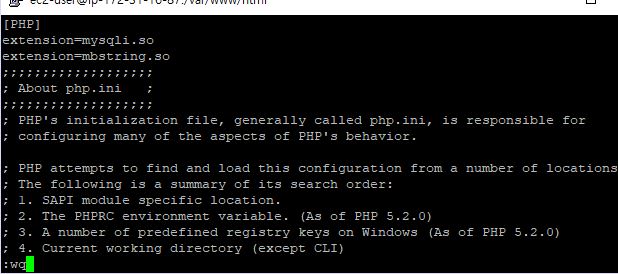 ec2-user@ip-172-31-16-87:/var/www/html
[PHP]
extension=mysqli.so
extension=mbstring.so
;;;;;;;;;;;;;;;;;;;
; About php.ini   ;
;;;;;;;;;;;;;;;;;;;
; PHP's initialization file, generally called php.ini, is responsible for
; configuring many of the aspects of PHP's behavior.

; PHP attempts to find and load this configuration from a number of locations
; The following is a summary of its search order:
; 1. SAPI module specific location.
; 2. The PHPRC environment variable. (As of PHP 5.2.0)
; 3. A number of predefined registry keys on Windows (As of PHP 5.2.0)
; 4. Current working directory (except CLI)
:wq